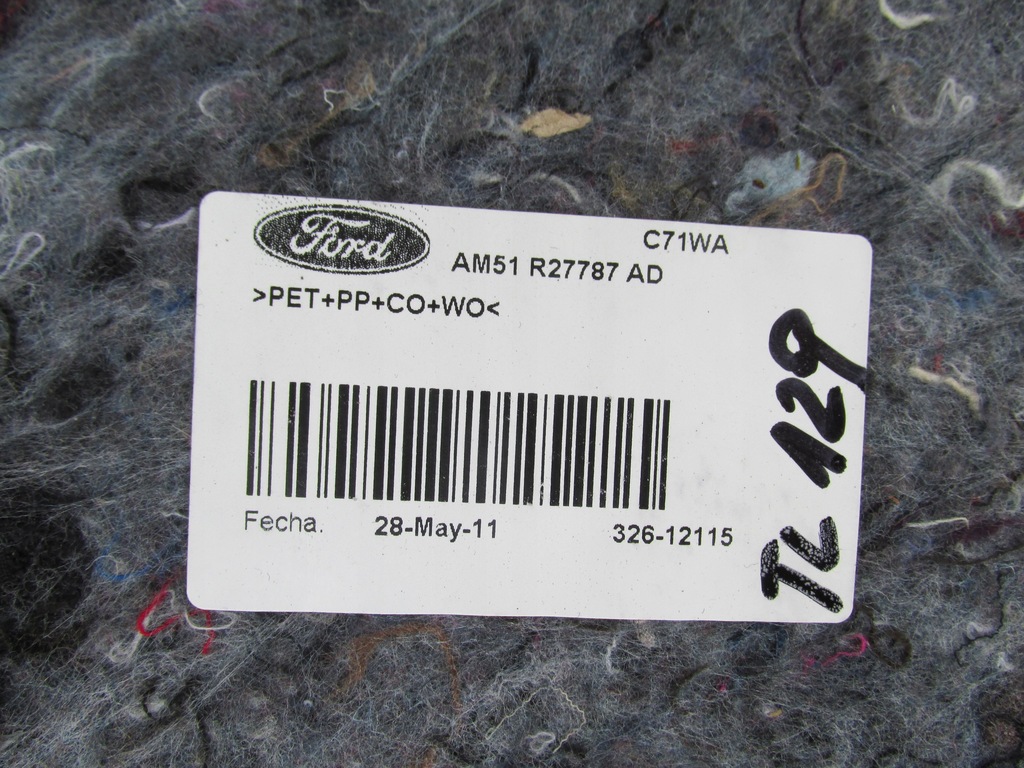 Ford
C71WA
AM51 R27787 AD
>PET+PP+CO+WO<
Fecha. 28-May-11 326-12115
TL 129